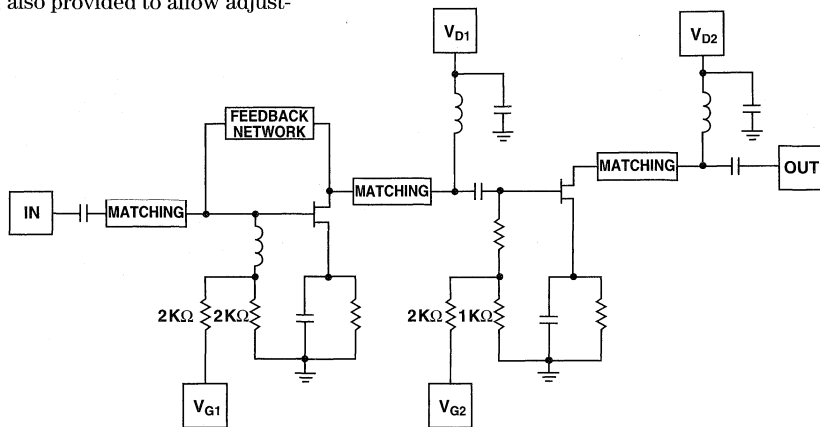 also provided to allow adjust-
V_D1
V_D2
FEEDBACK
NETWORK
MATCHING
OUT
MATCHING
IN
MATCHING
2KΩ
2KΩ
2KΩ
1KΩ
V_G1
V_G2